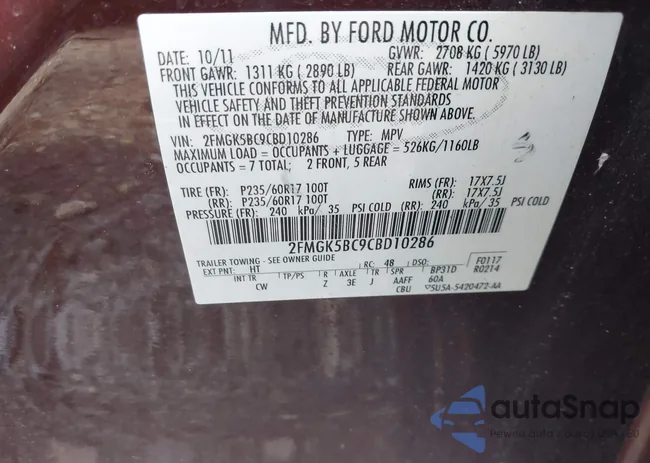 MFD. BY FORD MOTOR CO.
DATE: 10/11 GVWR: 2708 KG ( 5970 LB)
FRONT GAWR: 1311 KG ( 2890 LB) REAR GAWR: 1420 KG ( 3130 LB)
THIS VEHICLE CONFORMS TO ALL APPLICABLE FEDERAL MOTOR
VEHICLE SAFETY AND THEFT PREVENTION STANDARDS
IN EFFECT ON THE DATE OF MANUFACTURE SHOWN ABOVE.
VIN: 2FMGK5BC9CBD10286 TYPE: MPV
MAXIMUM LOAD = OCCUPANTS + LUGGAGE = 526KG/1160LB
OCCUPANTS = 7 TOTAL; 2 FRONT, 5 REAR
TIRE (FR): P235/60R17 100T RIMS (FR): 17X7.5J
(RR): P235/60R17 100T (RR): 17X7.5J
PRESSURE (FR): 240 kPa/ 35 PSI COLD (RR): 240 kPa/ 35 PSI COLD
2FMGK5BC9CBD10286
TRAILER TOWING - SEE OWNER GUIDE
EXT PNT: HT RC: 48 DSO: F0117
INT TR TP/PS R AXLE TR SPR BP31D R0214
CW Z 3E J AAFF 60A
CBU 5U5A-5420472-AA
autoSnap